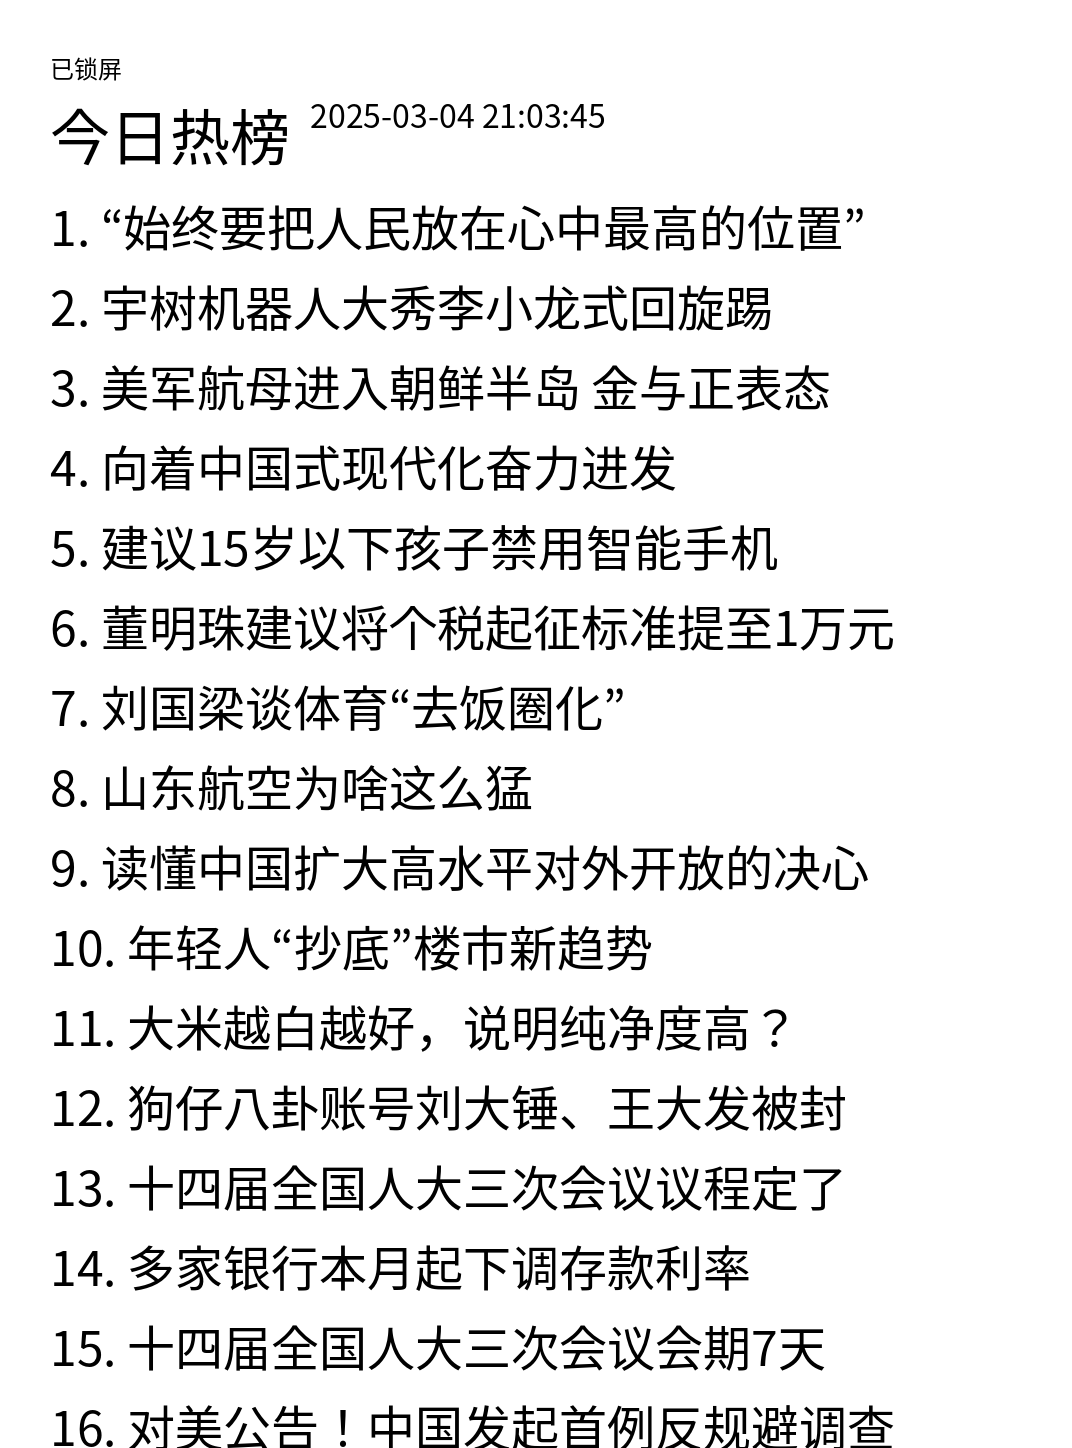 已锁屏
今日热榜 2025-03-04 21:03:45
1. “始终要把人民放在心中最高的位置”
2. 宇树机器人大秀李小龙式回旋踢
3. 美军航母进入朝鲜半岛 金与正表态
4. 向着中国式现代化奋力进发
5. 建议15岁以下孩子禁用智能手机
6. 董明珠建议将个税起征标准提至1万元
7. 刘国梁谈体育“去饭圈化”
8. 山东航空为啥这么猛
9. 读懂中国扩大高水平对外开放的决心
10. 年轻人“抄底”楼市新趋势
11. 大米越白越好，说明纯净度高？
12. 狗仔八卦账号刘大锤、王大发被封
13. 十四届全国人大三次会议议程定了
14. 多家银行本月起下调存款利率
15. 十四届全国人大三次会议会期7天
16. 对美公告！中国发起首例反规避调查